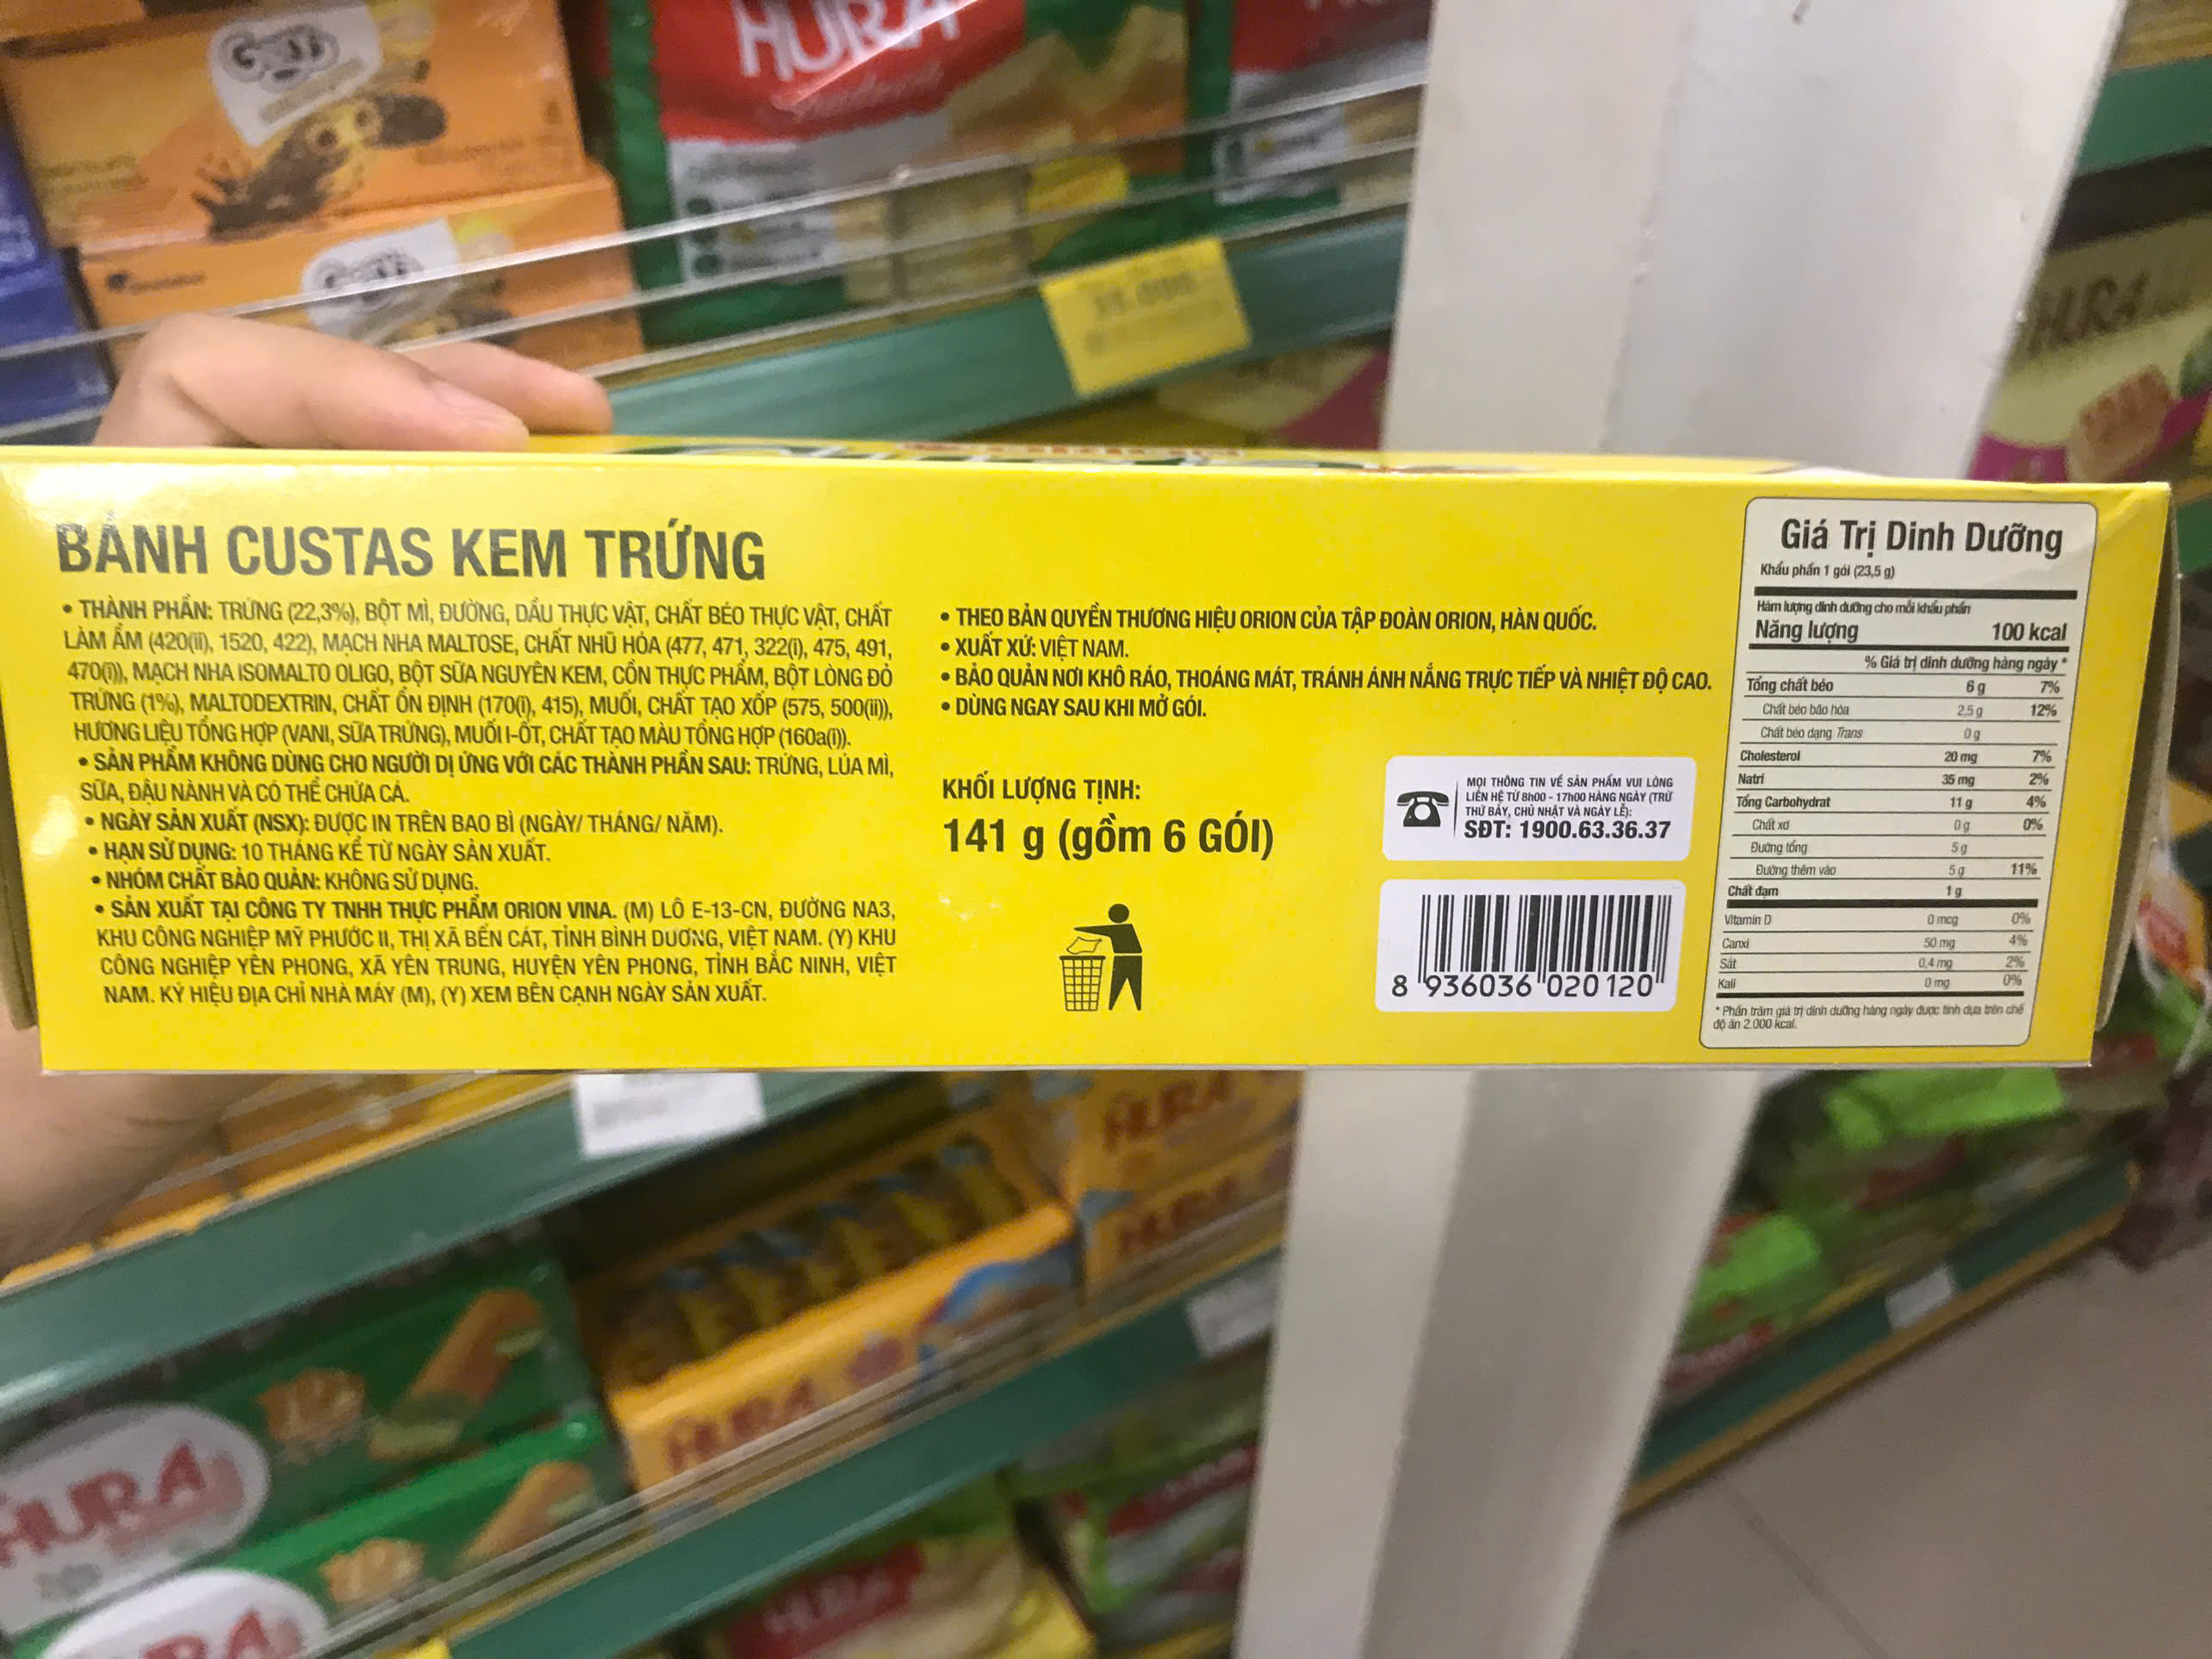 HURA
BÁNH CUSTAS KEM TRỨNG
• THÀNH PHẦN: TRỨNG (22,3%), BỘT MÌ, ĐƯỜNG, DẦU THỰC VẬT, CHẤT BÉO THỰC VẬT, CHẤT
LÀM ẨM (420(ii), 1520, 422), MẠCH NHA MALTOSE, CHẤT NHŨ HÓA (477, 471, 322(i), 475, 491,
470(i)), MẠCH NHA ISOMALTO OLIGO, BỘT SỮA NGUYÊN KEM, CỒN THỰC PHẨM, BỘT LÒNG ĐỎ
TRỨNG (1%), MALTODEXTRIN, CHẤT ỔN ĐỊNH (170(i), 415), MUỐI, CHẤT TẠO XỐP (575, 500(ii)),
HƯƠNG LIỆU TỔNG HỢP (VANI, SỮA TRỨNG), MUỐI I-ỐT, CHẤT TẠO MÀU TỔNG HỢP (160a(i)).
• SẢN PHẨM KHÔNG DÙNG CHO NGƯỜI DỊ ỨNG VỚI CÁC THÀNH PHẦN SAU: TRỨNG, LÚA MÌ,
SỮA, ĐẬU NÀNH VÀ CÓ THỂ CHỨA CÁ.
• NGÀY SẢN XUẤT (NSX): ĐƯỢC IN TRÊN BAO BÌ (NGÀY/ THÁNG/ NĂM).
• HẠN SỬ DỤNG: 10 THÁNG KỂ TỪ NGÀY SẢN XUẤT.
• NHÓM CHẤT BẢO QUẢN: KHÔNG SỬ DỤNG.
• SẢN XUẤT TẠI CÔNG TY TNHH THỰC PHẨM ORION VINA. (M) LÔ E-13-CN, ĐƯỜNG NA3,
KHU CÔNG NGHIỆP MỸ PHƯỚC II, THỊ XÃ BẾN CÁT, TỈNH BÌNH DƯƠNG, VIỆT NAM. (Y) KHU
CÔNG NGHIỆP YÊN PHONG, XÃ YÊN TRUNG, HUYỆN YÊN PHONG, TỈNH BẮC NINH, VIỆT
NAM. KÝ HIỆU ĐỊA CHỈ NHÀ MÁY (M), (Y) XEM BÊN CẠNH NGÀY SẢN XUẤT.
• THEO BẢN QUYỀN THƯƠNG HIỆU ORION CỦA TẬP ĐOÀN ORION, HÀN QUỐC.
• XUẤT XỨ: VIỆT NAM.
• BẢO QUẢN NƠI KHÔ RÁO, THOÁNG MÁT, TRÁNH ÁNH NẮNG TRỰC TIẾP VÀ NHIỆT ĐỘ CAO.
• DÙNG NGAY SAU KHI MỞ GÓI.
KHỐI LƯỢNG TỊNH:
141 g (gồm 6 GÓI)
MỌI THÔNG TIN VỀ SẢN PHẨM VUI LÒNG
LIÊN HỆ TỪ 8h00 - 17h00 HÀNG NGÀY (TRỪ
THỨ BẢY, CHỦ NHẬT VÀ NGÀY LỄ):
SĐT: 1900.63.36.37
8 936036 020120
Giá Trị Dinh Dưỡng
Khẩu phần 1 gói (23,5 g)
Hàm lượng dinh dưỡng cho mỗi khẩu phần
Năng lượng 100 kcal
% Giá trị dinh dưỡng hàng ngày *
Tổng chất béo 6 g 7%
Chất béo bão hòa 2,5 g 12%
Chất béo dạng Trans 0 g
Cholesterol 20 mg 7%
Natri 35 mg 2%
Tổng Carbohydrat 11 g 4%
Chất xơ 0 g 0%
Đường tổng 5 g
Đường thêm vào 5 g 11%
Chất đạm 1 g
Vitamin D 0 mcg 0%
Canxi 50 mg 4%
Sắt 0,4 mg 2%
Kali 0 mg 0%
* Phần trăm giá trị dinh dưỡng hàng ngày được tính dựa trên chế
độ ăn 2.000 kcal.
HURA
HURA
HURA
HURA
HURA